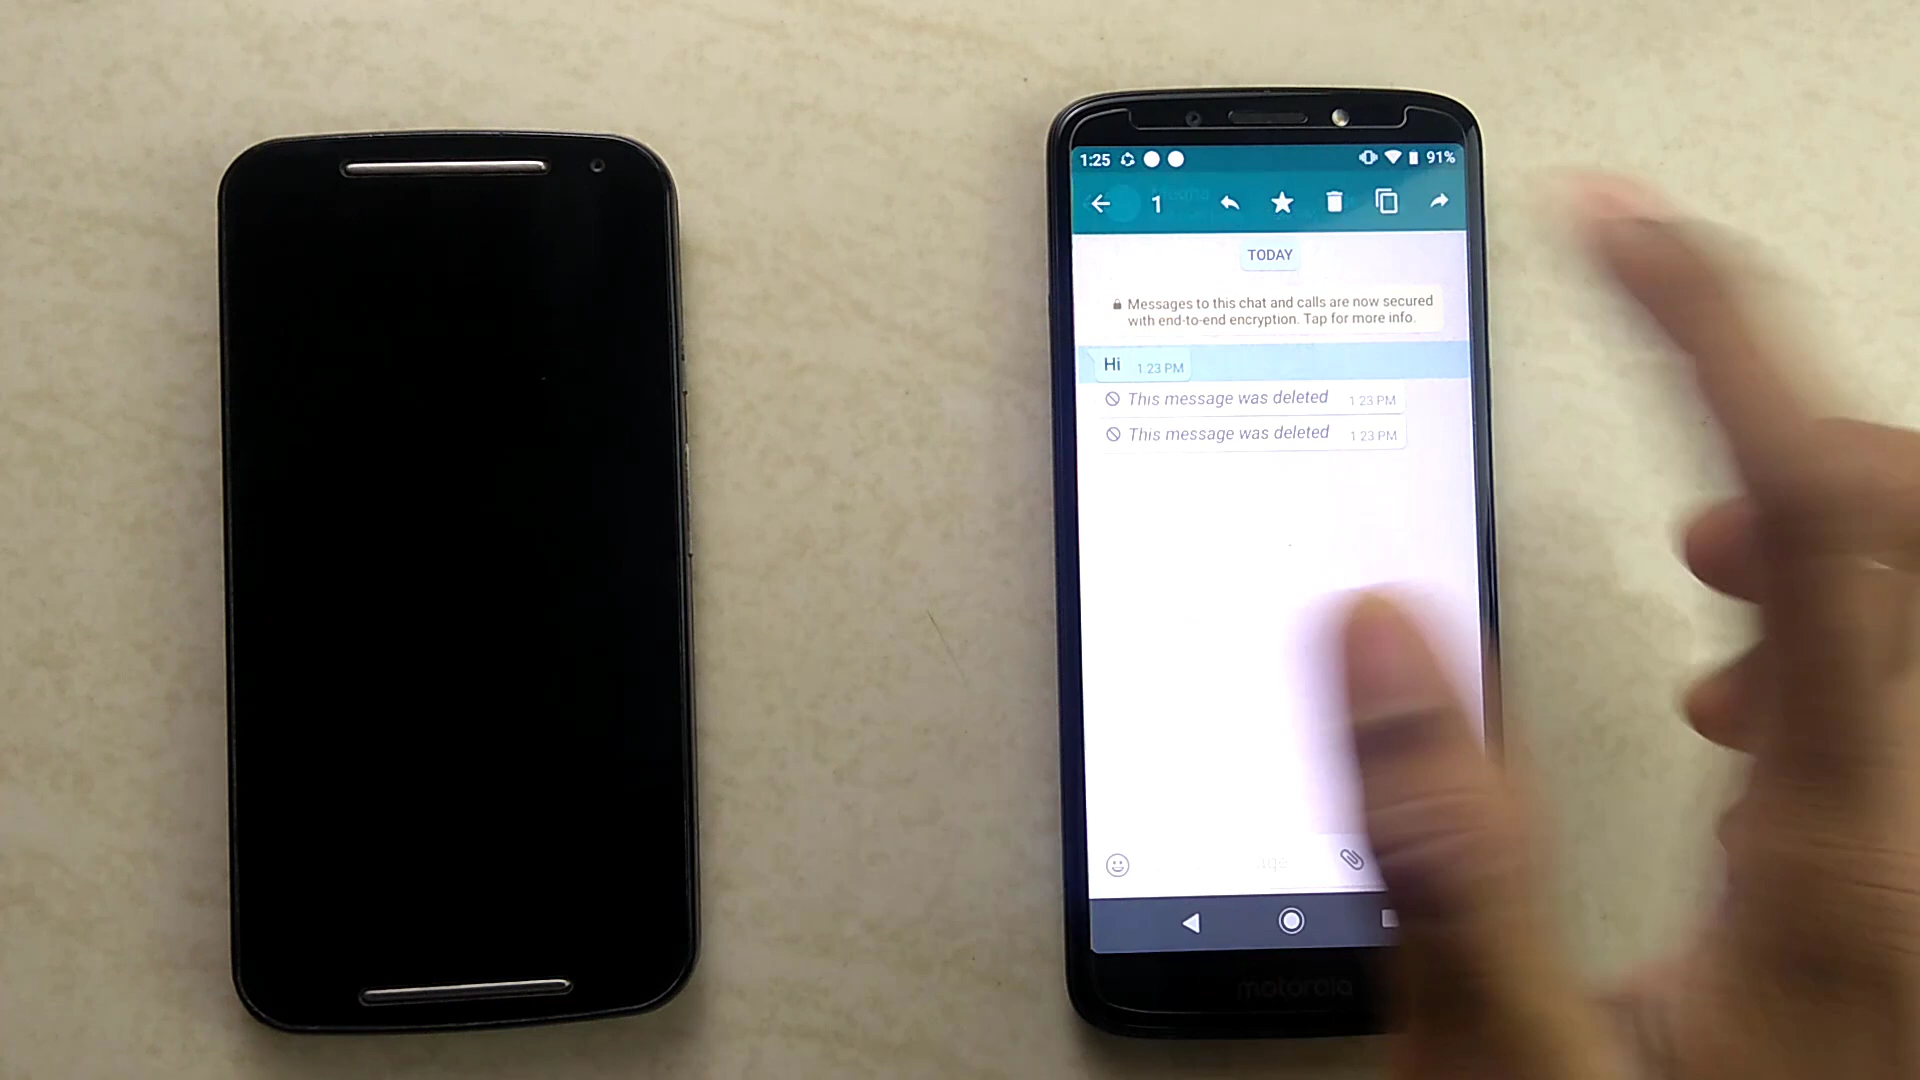 1:25 91%
1
TODAY
Messages to this chat and calls are now secured
with end-to-end encryption. Tap for more info.
Hi 1:23 PM
This message was deleted 1 23 PM
This message was deleted 1 23 PM
motorola